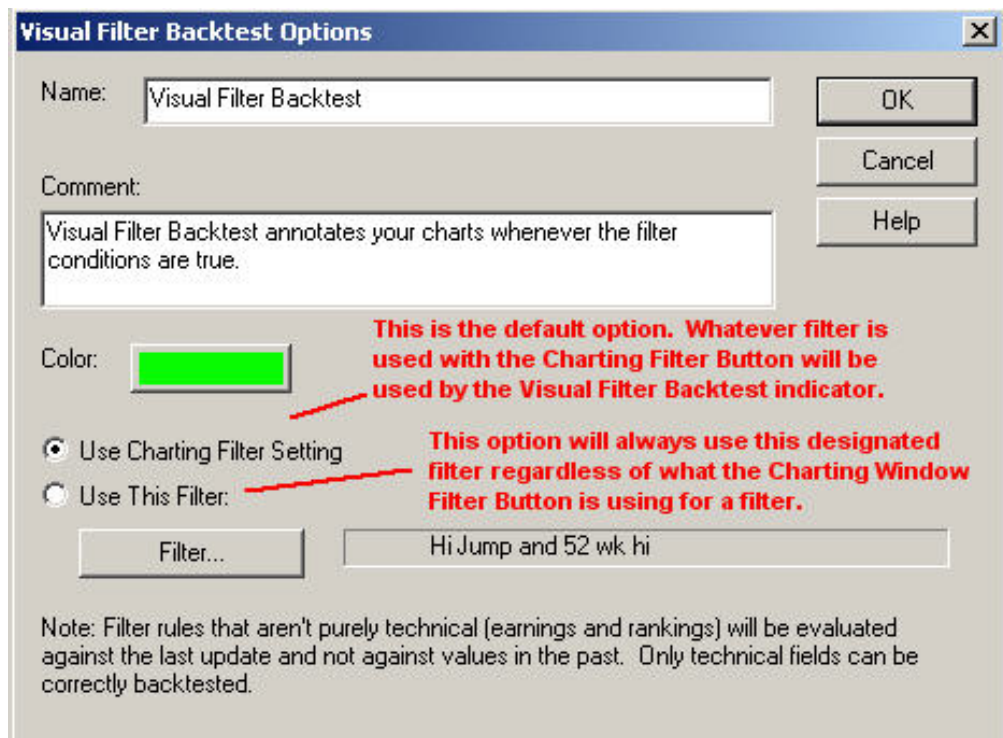 Visual Filter Backtest Options
Name:
Visual Filter Backtest
OK
Cancel
Help
Comment:
Visual Filter Backtest annotates your charts whenever the filter
conditions are true.
Color:
This is the default option. Whatever filter is
used with the Charting Filter Button will be
used by the Visual Filter Backtest indicator.
Use Charting Filter Setting
Use This Filter:
This option will always use this designated
filter regardless of what the Charting Window
Filter Button is using for a filter.
Filter...
Hi Jump and 52 wk hi
Note: Filter rules that aren't purely technical (earnings and rankings) will be evaluated
against the last update and not against values in the past. Only technical fields can be
correctly backtested.